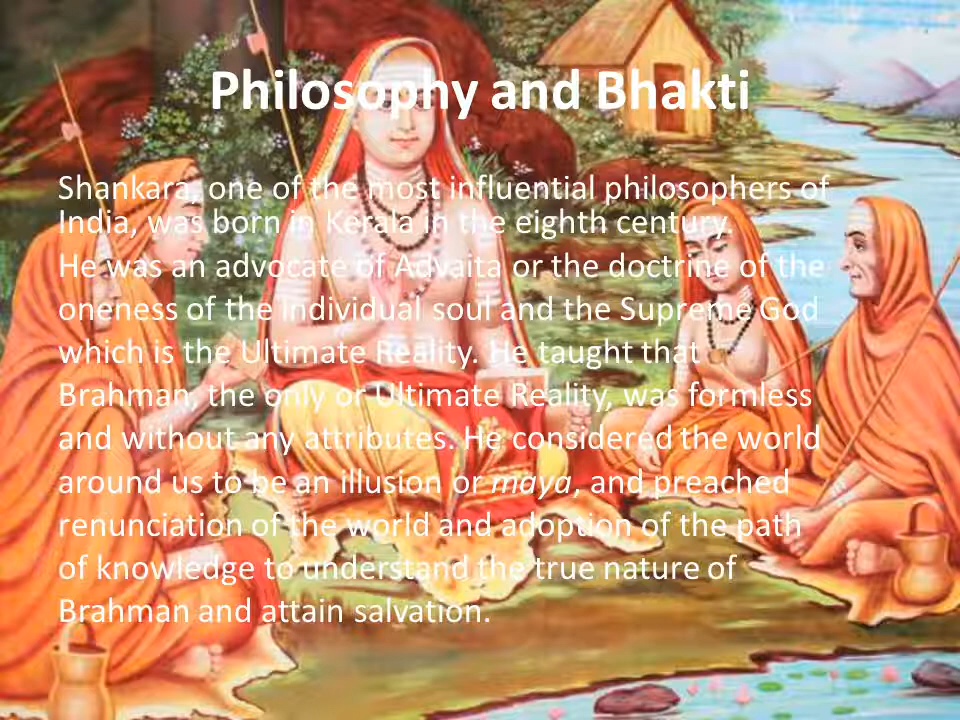 Philosophy and Bhakti
Shankara, one of the most influential philosophers of
India, was born in Kerala in the eighth century.
He was an advocate of Advaita or the doctrine of the
oneness of the individual soul and the Supreme God
which is the Ultimate Reality. He taught that
Brahman, the only or Ultimate Reality, was formless
and without any attributes. He considered the world
around us to be an illusion or maya, and preached
renunciation of the world and adoption of the path
of knowledge to understand the true nature of
Brahman and attain salvation.